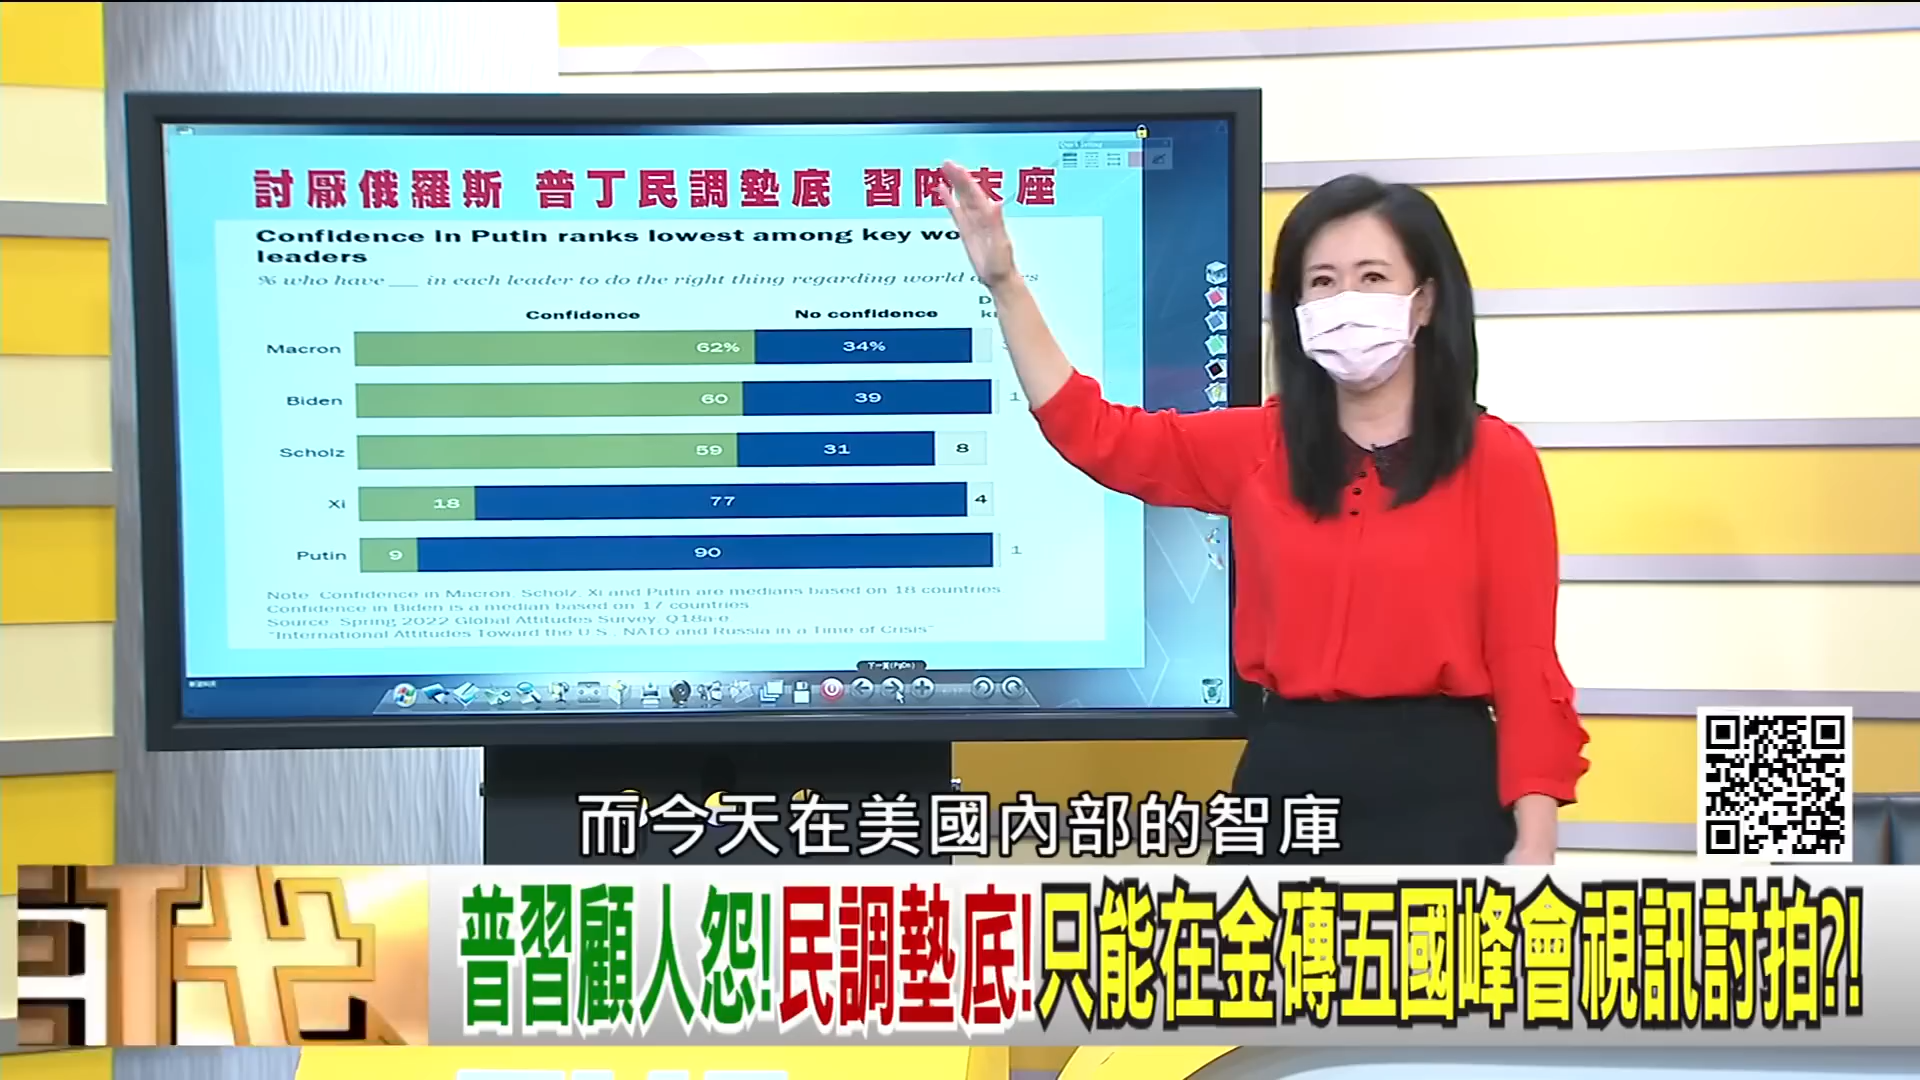 討厭俄羅斯 普丁民調墊底 習陪末座
Confidence in Putin ranks lowest among key wo
leaders
% who have ___ in each leader to do the right thing regarding world
Confidence
No confidence
Macron 62% 34%
Biden 60 39 1
Scholz 59 31 8
Xi 18 77 4
Putin 9 90 1
Note: Confidence in Macron, Scholz, Xi and Putin are medians based on 18 countries.
Confidence in Biden is a median based on 17 countries.
Source: Spring 2022 Global Attitudes Survey. Q18a-e.
"International Attitudes Toward the U.S., NATO and Russia in a Time of Crisis"
下一頁(PgDn)
而今天在美國內部的智庫
普習顧人怨!民調墊底!只能在金磚五國峰會視訊討拍?!